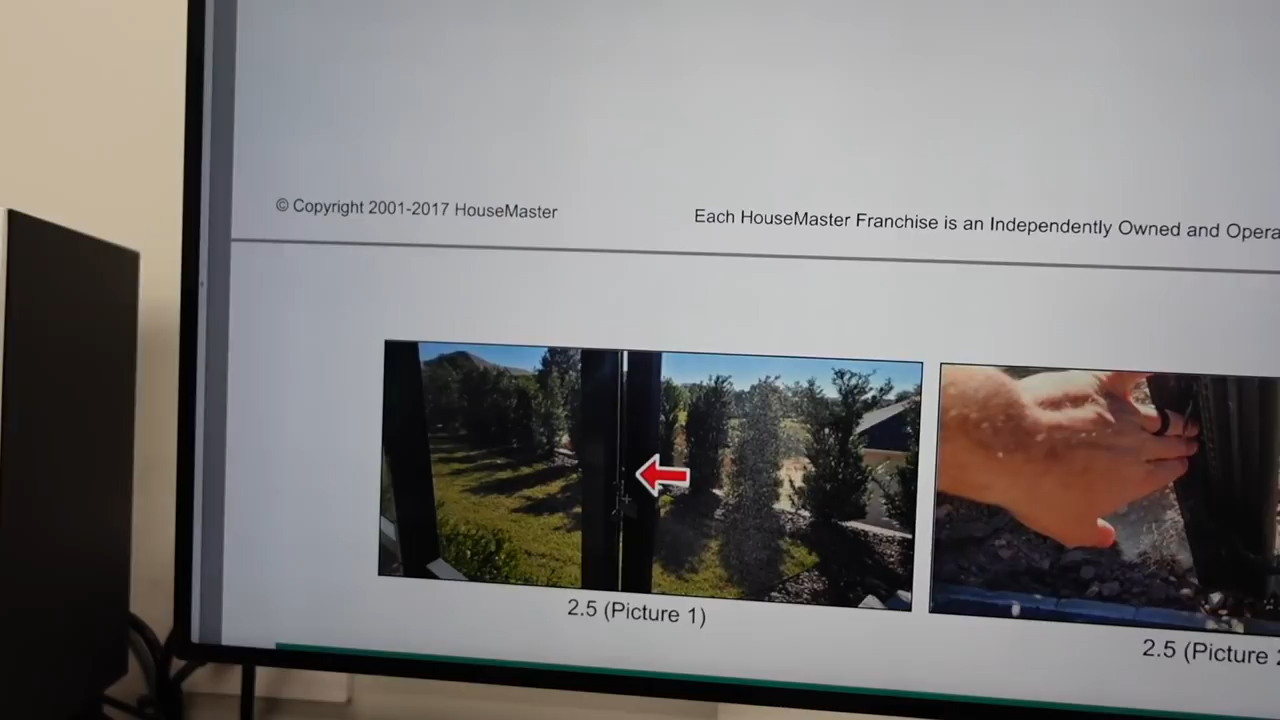 © Copyright 2001-2017 HouseMaster
Each HouseMaster Franchise is an Independently Owned and
2.5 (Picture 1)
2.5 (Picture